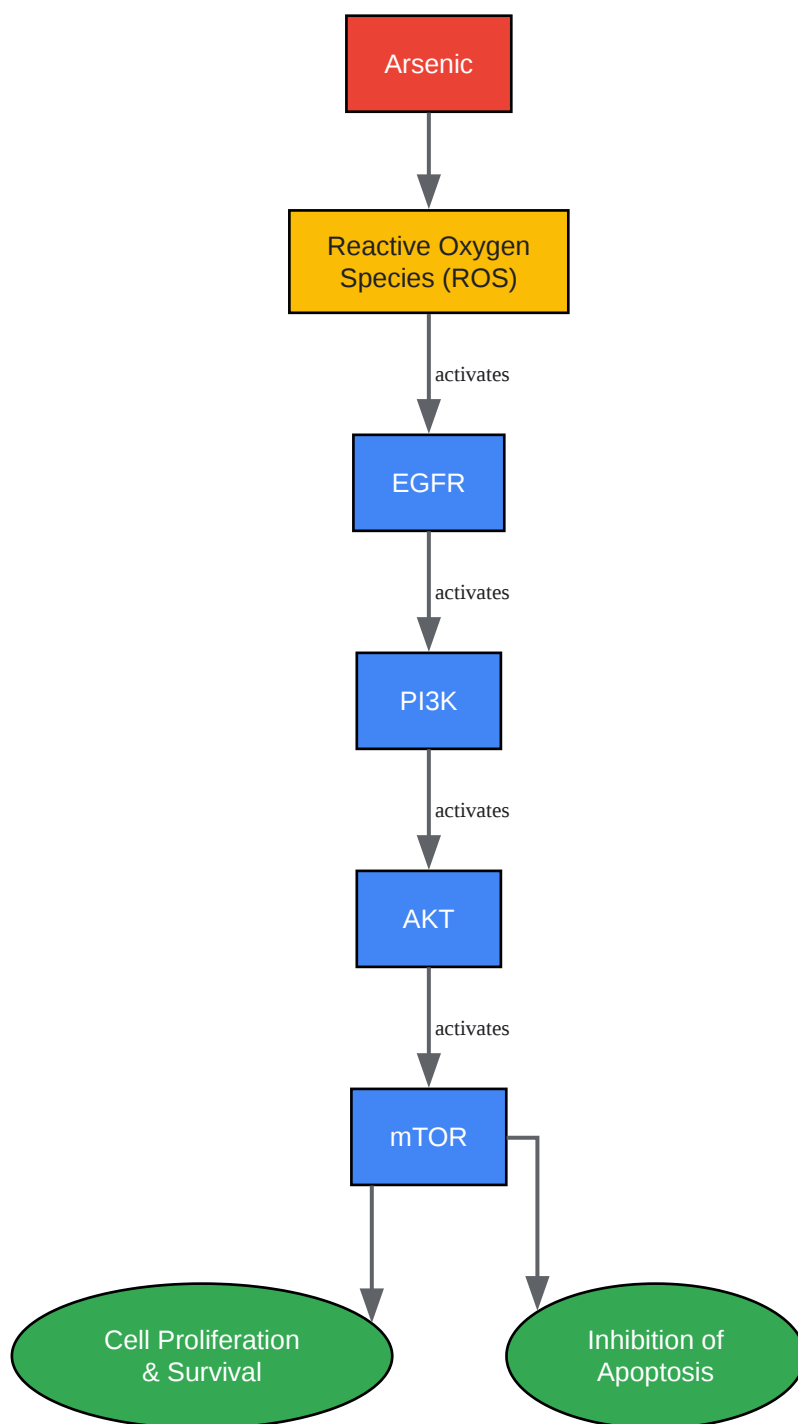 Arsenic
Reactive Oxygen
Species (ROS)
activates
EGFR
activates
PI3K
activates
AKT
activates
mTOR
Cell Proliferation
& Survival
Inhibition of
Apoptosis